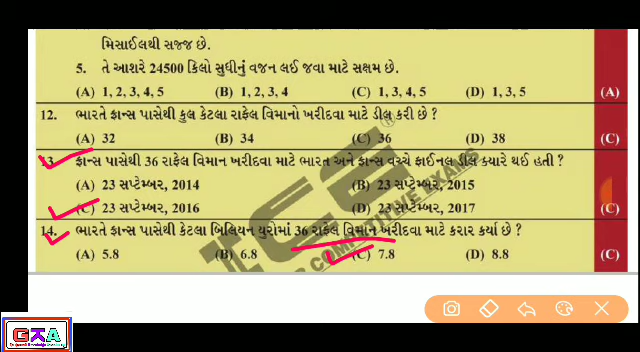 મિસાઈલથી સજ્જ છે.
5. તે આશરે 24500 કિલો સુધીનું વજન લઈ જવા માટે સક્ષમ છે.
(A) 1, 2, 3, 4, 5 (B) 1, 2, 3, 4 (C) 1, 3, 4, 5 (D) 1, 3, 5 (A)
12. ભારતે ફ્રાન્સ પાસેથી કુલ કેટલા રાફેલ વિમાનો ખરીદવા માટે ડીલ કરી છે ?
(A) 32 (B) 34 (C) 36 (D) 38 (C)
13. ફ્રાન્સ પાસેથી 36 રાફેલ વિમાન ખરીદવા માટે ભારત અને ફ્રાન્સ વચ્ચે ફાઈનલ ડીલ ક્યારે થઈ હતી ?
(A) 23 સપ્ટેમ્બર, 2014 (B) 23 સપ્ટેમ્બર, 2015
(C) 23 સપ્ટેમ્બર, 2016 (D) 23 સપ્ટેમ્બર, 2017 (C)
14. ભારતે ફ્રાન્સ પાસેથી કેટલા બિલિયન યુરોમાં 36 રાફેલ વિમાન ખરીદવા માટે કરાર કર્યા છે ?
(A) 5.8 (B) 6.8 (C) 7.8 (D) 8.8 (C)
ICE
COMPETITIVE EXAMS
GKA